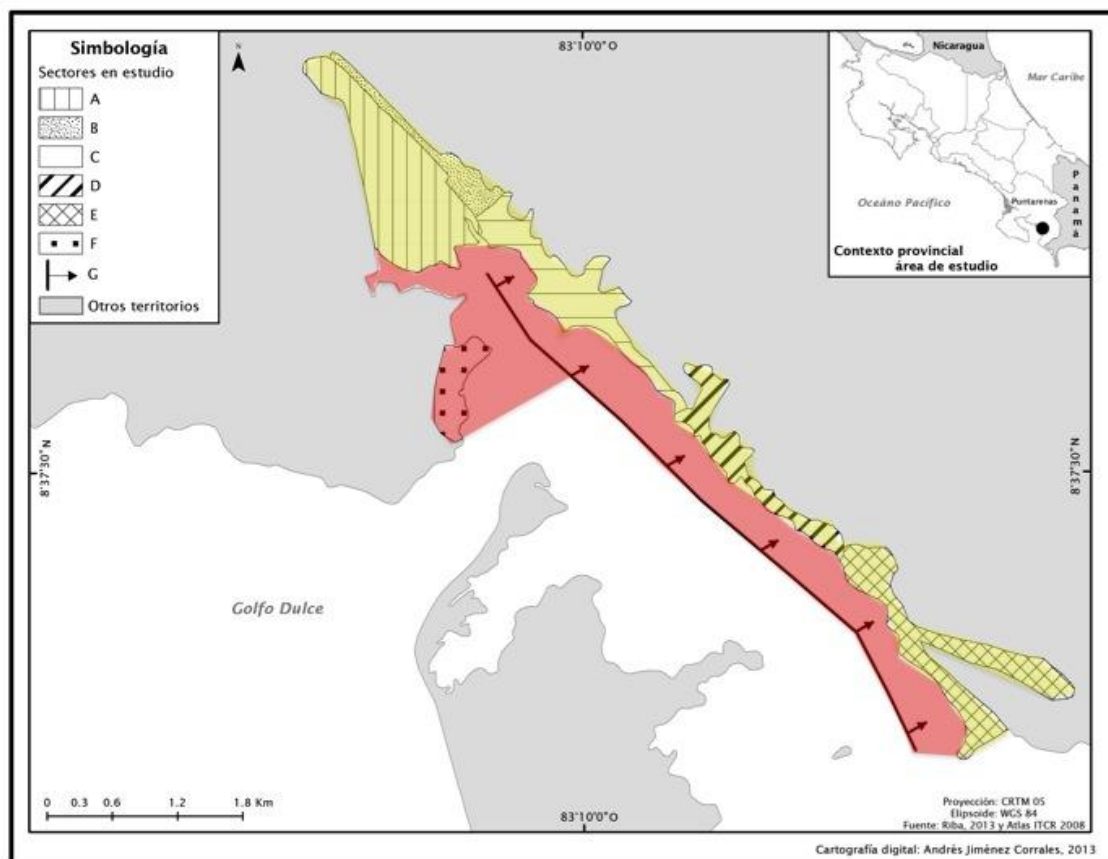 Simbología
Sectores en estudio
A
B
C
D
E
F
G
Otros territorios
N
83°10'0"O
Nicaragua
Mar Caribe
Océano Pacífico
Puntarenas
Panamá
Contexto provincial
área de estudio
8°37'30"N
8°37'30"N
Golfo Dulce
0 0.3 0.6 1.2 1.8 Km
83°10'0"O
Proyección: CRTM 05
Elipsoide: WGS 84
Fuente: Riba, 2013 y Atlas ITCR 2008
Cartografía digital: Andrés Jiménez Corrales, 2013